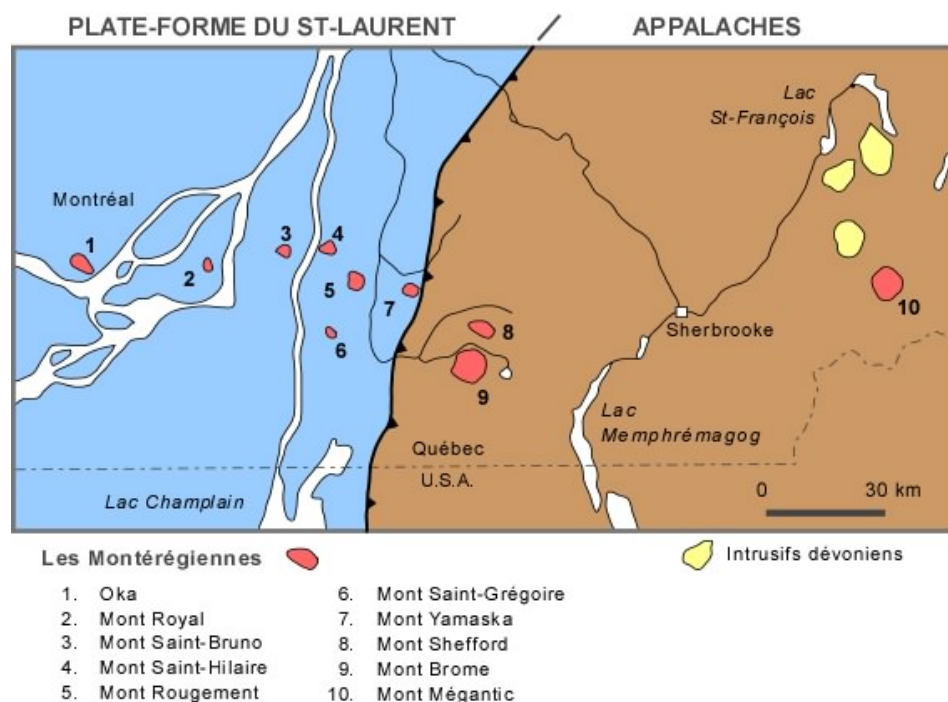 PLATE-FORME DU ST-LAURENT / APPALACHES
Lac
St-François
Montréal
1
2
3
4
5
6
7
8
9
10
Sherbrooke
Lac
Memphrémagog
Québec
U.S.A.
Lac Champlain
0 30 km
Les Montérégiennes
Intrusifs dévoniens
1. Oka
2. Mont Royal
3. Mont Saint-Bruno
4. Mont Saint-Hilaire
5. Mont Rougement
6. Mont Saint-Grégoire
7. Mont Yamaska
8. Mont Shefford
9. Mont Brome
10. Mont Mégantic